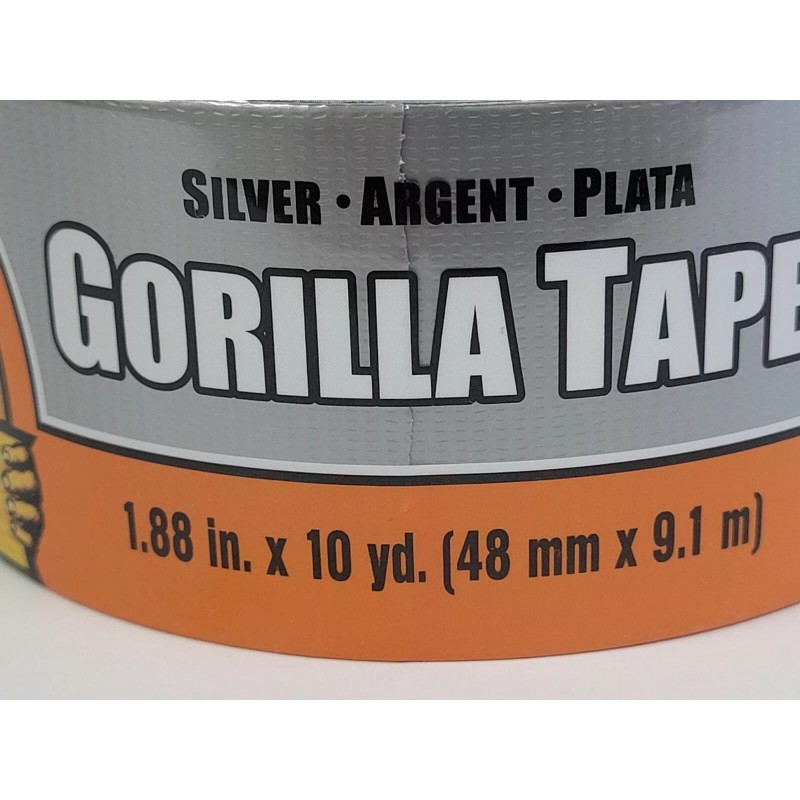 SILVER • ARGENT • PLATA
GORILLA TAPE
1.88 in. x 10 yd. (48 mm x 9.1 m)